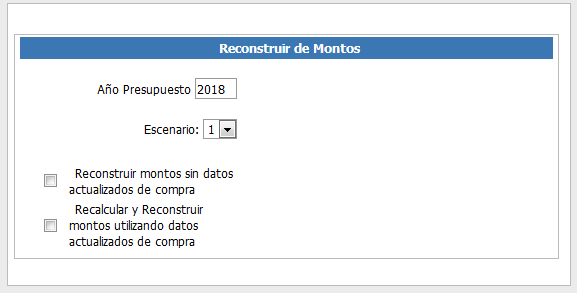 Reconstruir de Montos
Año Presupuesto 2018
Escenario: 1
Reconstruir montos sin datos
actualizados de compra
Recalcular y Reconstruir
montos utilizando datos
actualizados de compra